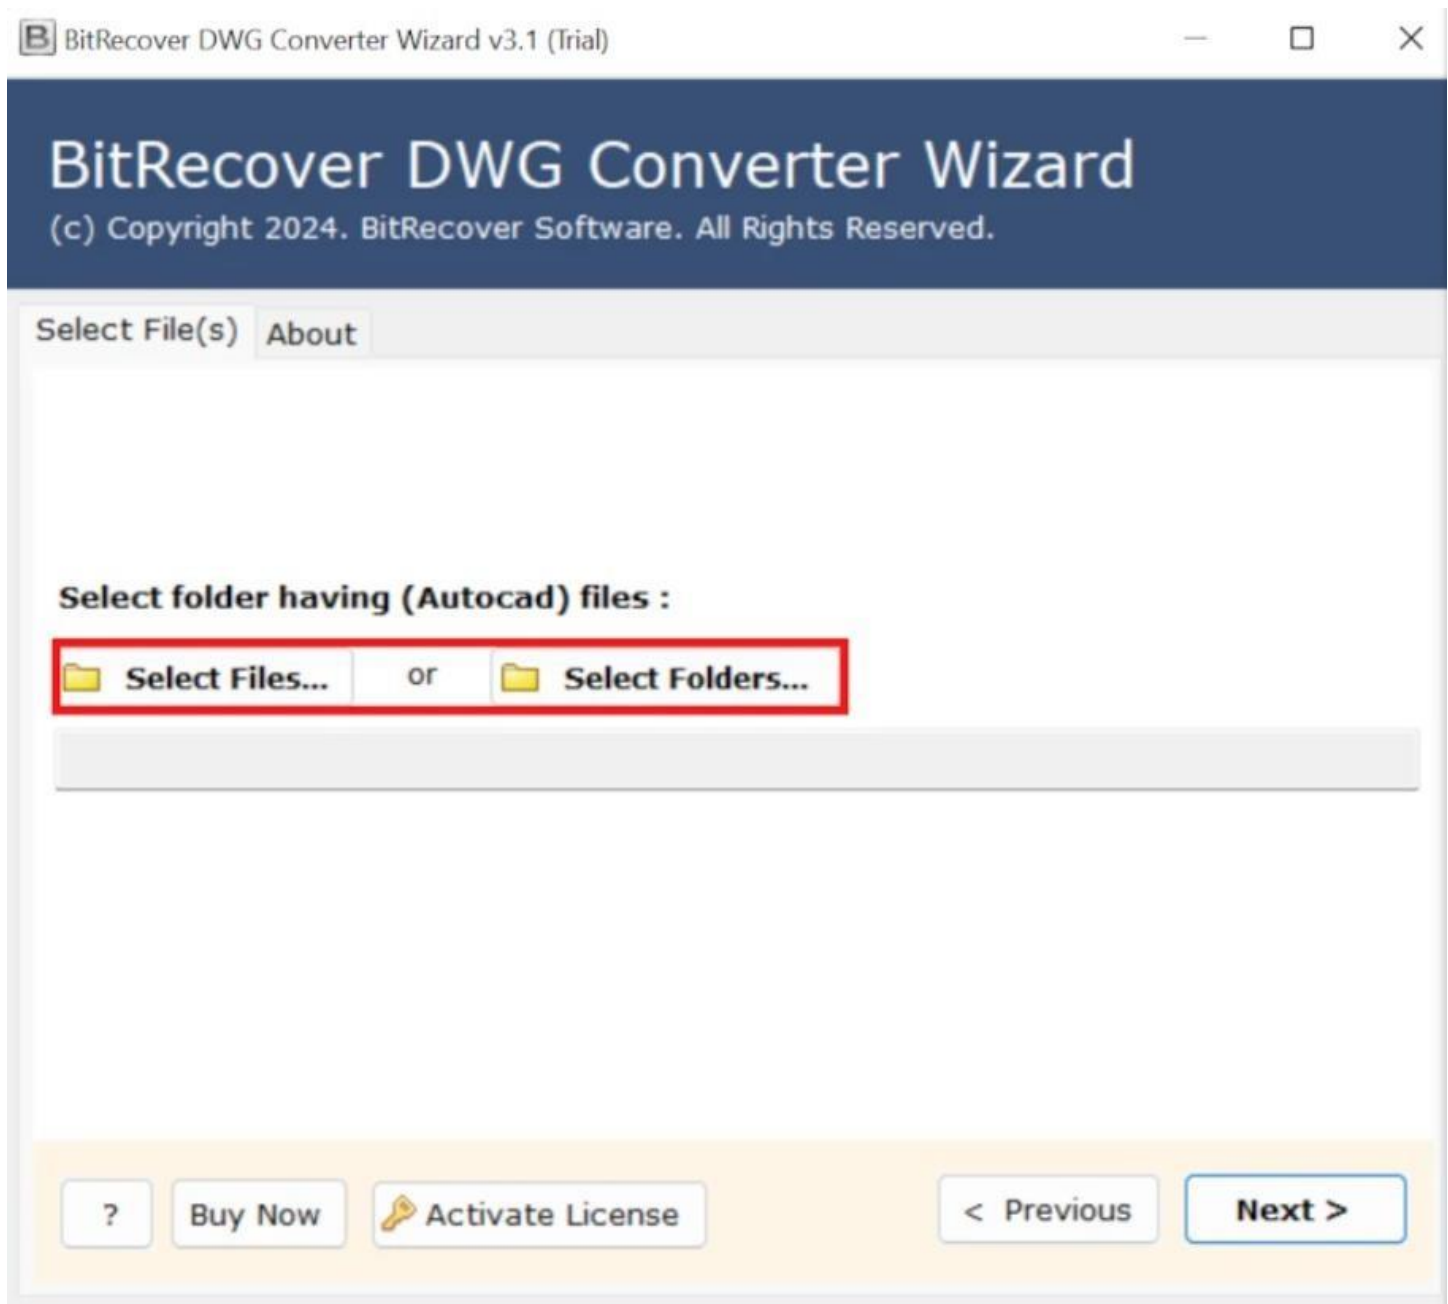 B BitRecover DWG Converter Wizard v3.1 (Trial)
BitRecover DWG Converter Wizard
(c) Copyright 2024. BitRecover Software. All Rights Reserved.
Select File(s) About
Select folder having (Autocad) files :
Select Files... or Select Folders...
? Buy Now Activate License < Previous Next >